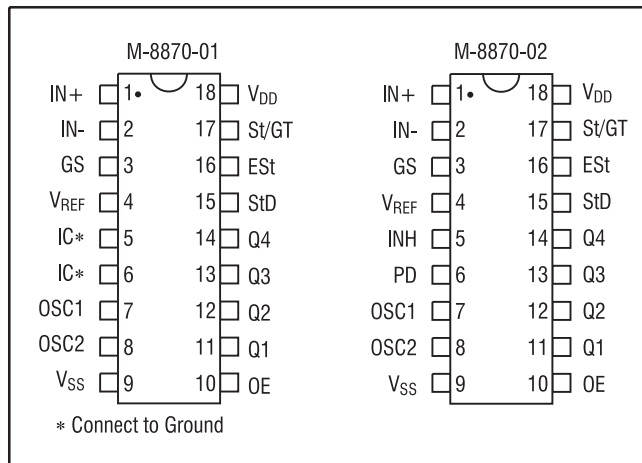 M-8870-01
IN+ 1 18 VDD
IN- 2 17 St/GT
GS 3 16 ESt
VREF 4 15 StD
IC* 5 14 Q4
IC* 6 13 Q3
OSC1 7 12 Q2
OSC2 8 11 Q1
VSS 9 10 OE
* Connect to Ground
M-8870-02
IN+ 1 18 VDD
IN- 2 17 St/GT
GS 3 16 ESt
VREF 4 15 StD
INH 5 14 Q4
PD 6 13 Q3
OSC1 7 12 Q2
OSC2 8 11 Q1
VSS 9 10 OE